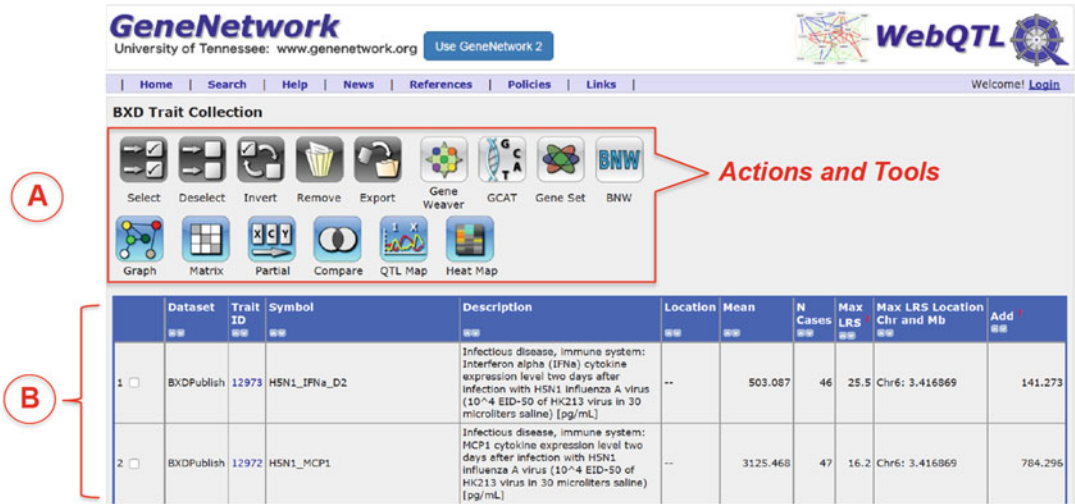 GeneNetwork
University of Tennessee: www.genenetwork.org
Use GeneNetwork 2
WebQTL
| Home | Search | Help | News | References | Policies | Links |
Welcome! Login
BXD Trait Collection
A
G
C
A
T
BNW
Select Deselect Invert Remove Export Gene Weaver GCAT Gene Set BNW
Actions and Tools
X C Y
1 X
Graph Matrix Partial Compare QTL Map Heat Map
B
Dataset Trait ID Symbol Description Location Mean N Cases Max LRS ? Max LRS Location Chr and Mb Add ?
Infectious disease, immune system:
Interferon alpha (IFNa) cytokine
expression level two days after
infection with H5N1 influenza A virus
(10^4 EID-50 of HK213 virus in 30
microliters saline) [pg/mL]
1 BXDPublish 12973 H5N1_IFNa_D2 -- 503.087 46 25.5 Chr6: 3.416869 141.273
Infectious disease, immune system:
MCP1 cytokine expression level two
days after infection with H5N1
influenza A virus (10^4 EID-50 of
HK213 virus in 30 microliters saline)
[pg/mL]
2 BXDPublish 12972 H5N1_MCP1 -- 3125.468 47 16.2 Chr6: 3.416869 784.296